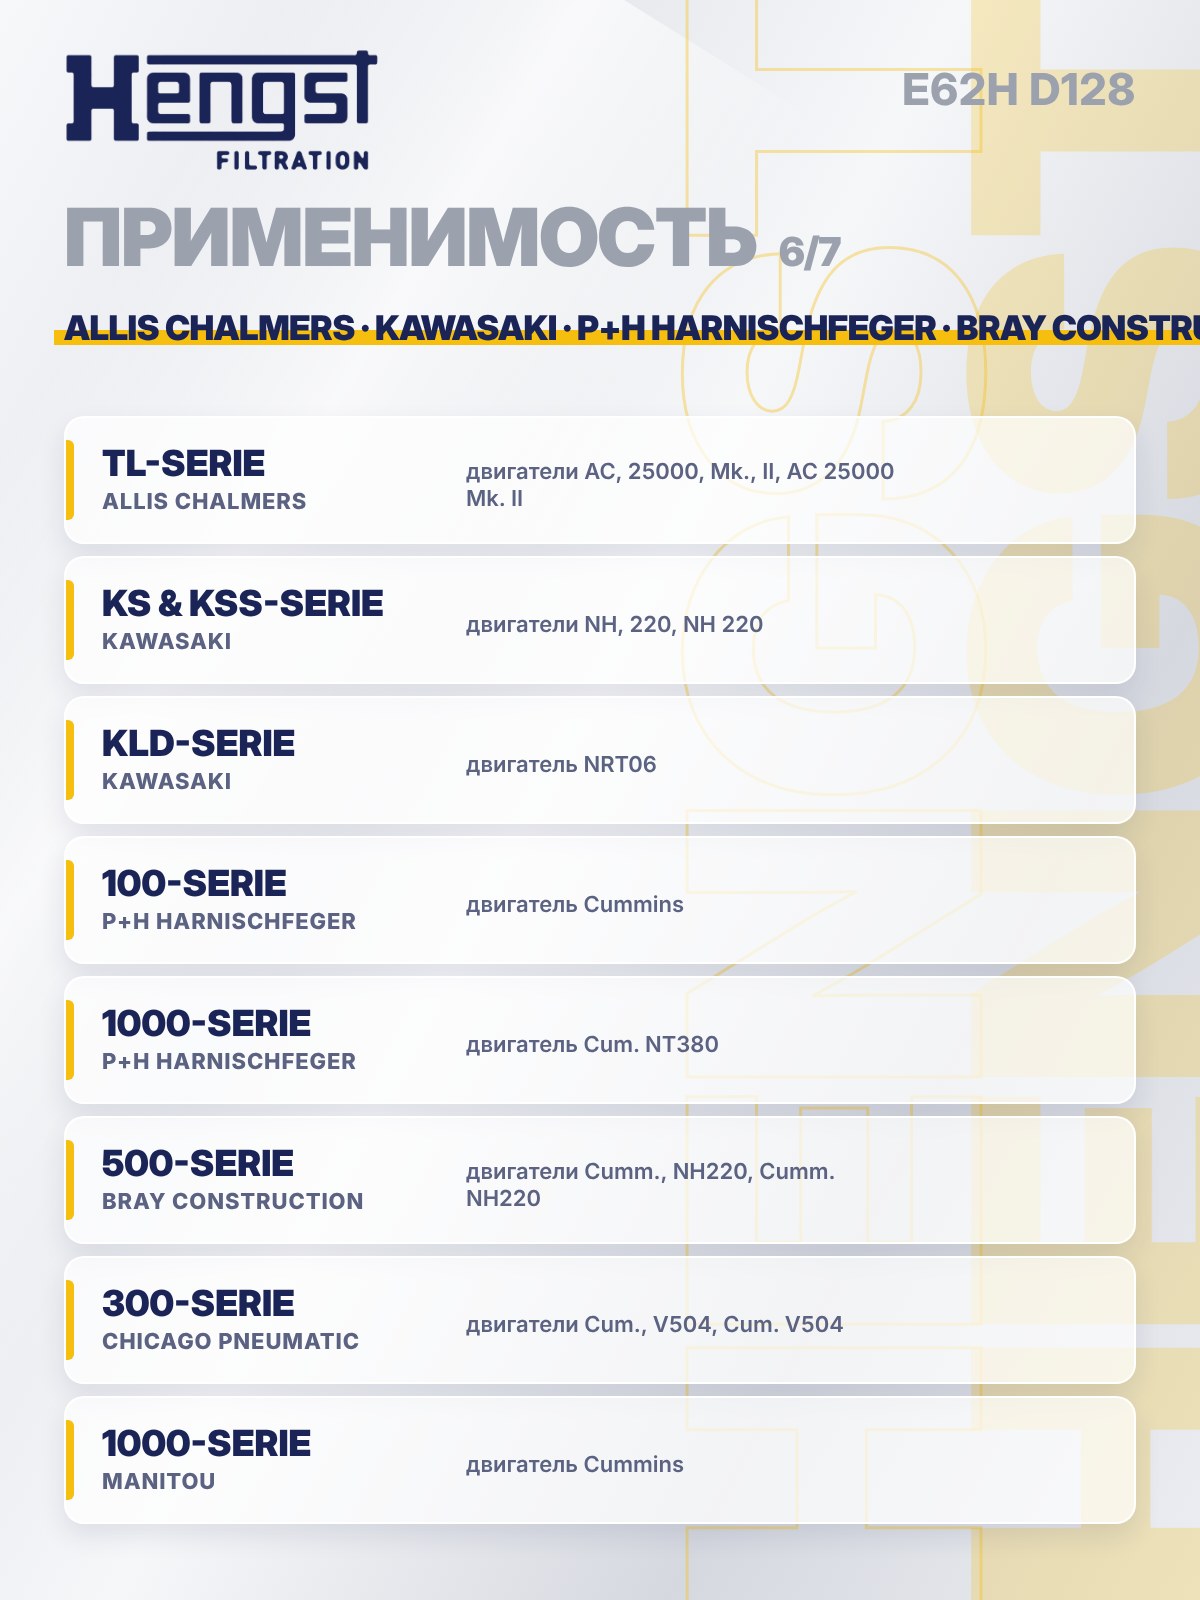 Hengst
FILTRATION
E62H D128
ПРИМЕНИМОСТЬ 6/7
ALLIS CHALMERS · KAWASAKI · P+H HARNISCHFEGER · BRAY CONSTRU
TL-SERIE
ALLIS CHALMERS
двигатели AC, 25000, Mk., II, AC 25000
Mk. II
KS & KSS-SERIE
KAWASAKI
двигатели NH, 220, NH 220
KLD-SERIE
KAWASAKI
двигатель NRT06
100-SERIE
P+H HARNISCHFEGER
двигатель Cummins
1000-SERIE
P+H HARNISCHFEGER
двигатель Cum. NT380
500-SERIE
BRAY CONSTRUCTION
двигатели Cumm., NH220, Cumm.
NH220
300-SERIE
CHICAGO PNEUMATIC
двигатели Cum., V504, Cum. V504
1000-SERIE
MANITOU
двигатель Cummins
HENGST
HENGST